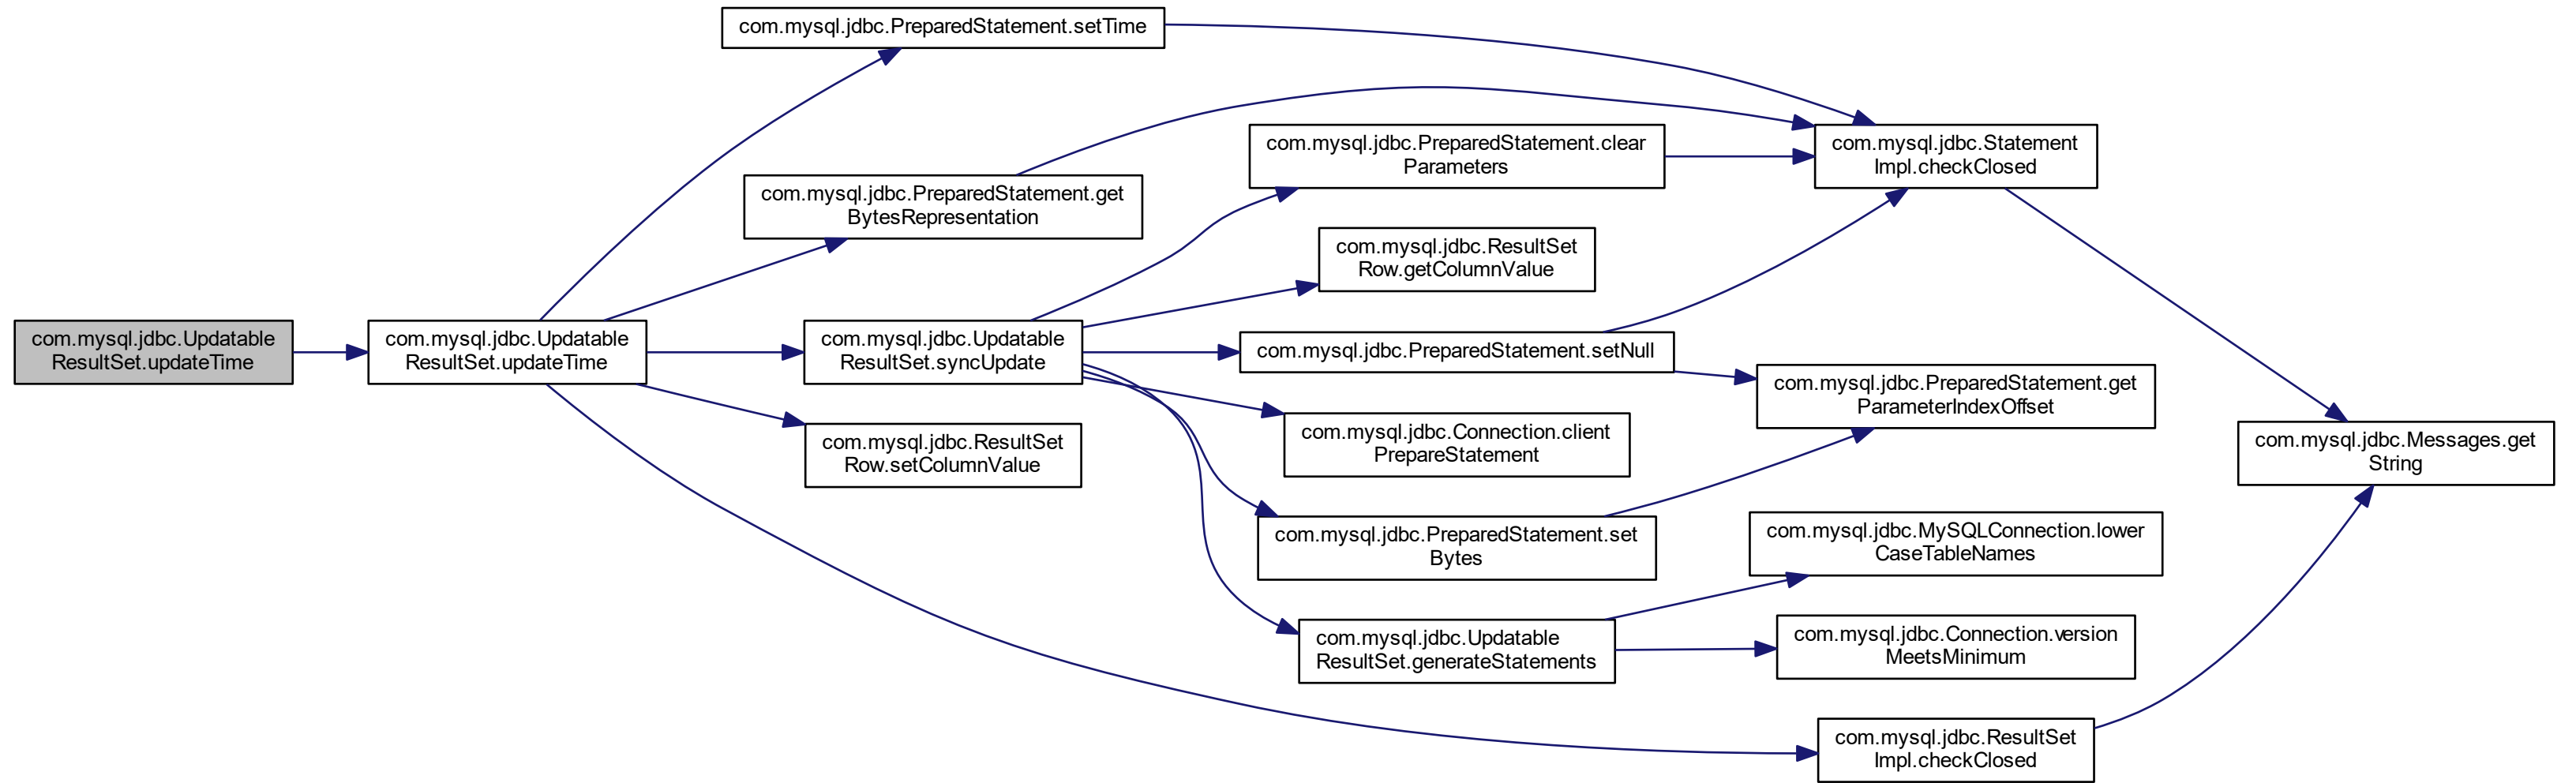 com.mysql.jdbc.PreparedStatement.setTime
com.mysql.jdbc.PreparedStatement.clear
Parameters
com.mysql.jdbc.Statement
Impl.checkClosed
com.mysql.jdbc.PreparedStatement.get
BytesRepresentation
com.mysql.jdbc.ResultSet
Row.getColumnValue
com.mysql.jdbc.Updatable
ResultSet.updateTime
com.mysql.jdbc.Updatable
ResultSet.updateTime
com.mysql.jdbc.Updatable
ResultSet.syncUpdate
com.mysql.jdbc.PreparedStatement.setNull
com.mysql.jdbc.PreparedStatement.get
ParameterIndexOffset
com.mysql.jdbc.ResultSet
Row.setColumnValue
com.mysql.jdbc.Connection.client
PrepareStatement
com.mysql.jdbc.Messages.get
String
com.mysql.jdbc.PreparedStatement.set
Bytes
com.mysql.jdbc.MySQLConnection.lower
CaseTableNames
com.mysql.jdbc.Updatable
ResultSet.generateStatements
com.mysql.jdbc.Connection.version
MeetsMinimum
com.mysql.jdbc.ResultSet
Impl.checkClosed